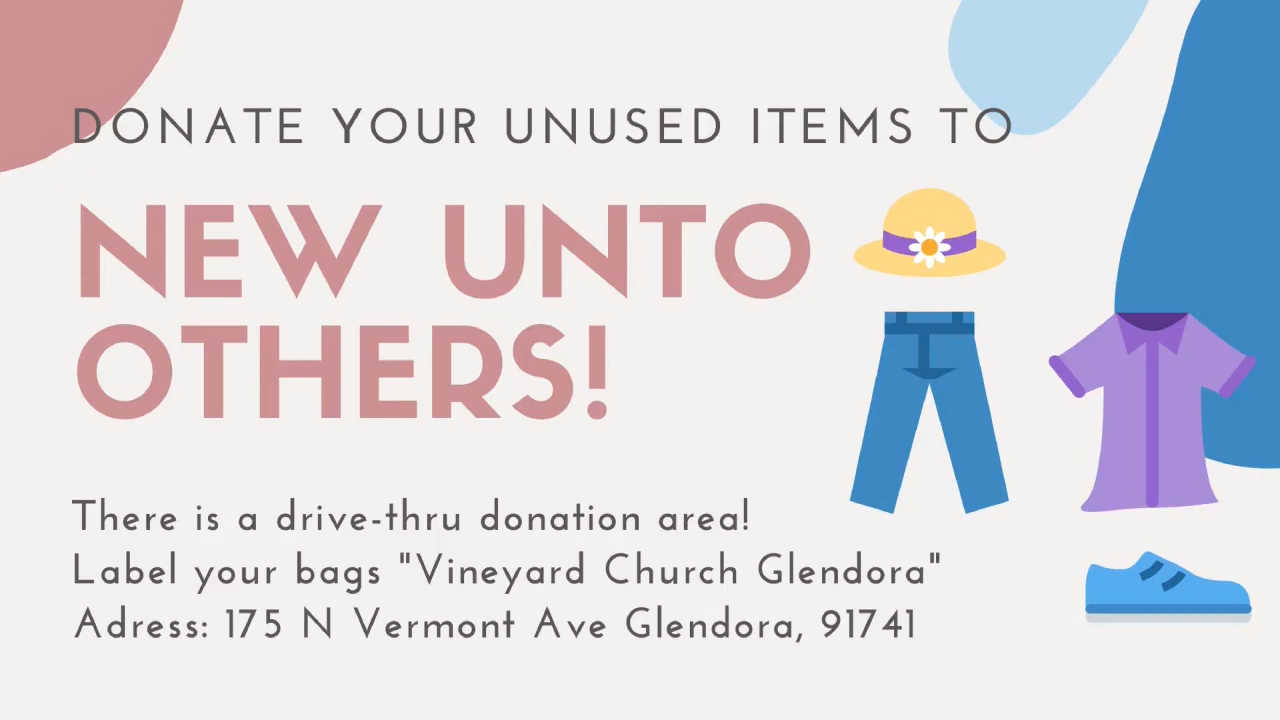 DONATE YOUR UNUSED ITEMS TO
NEW UNTO
OTHERS!
There is a drive-thru donation area!
Label your bags "Vineyard Church Glendora"
Adress: 175 N Vermont Ave Glendora, 91741